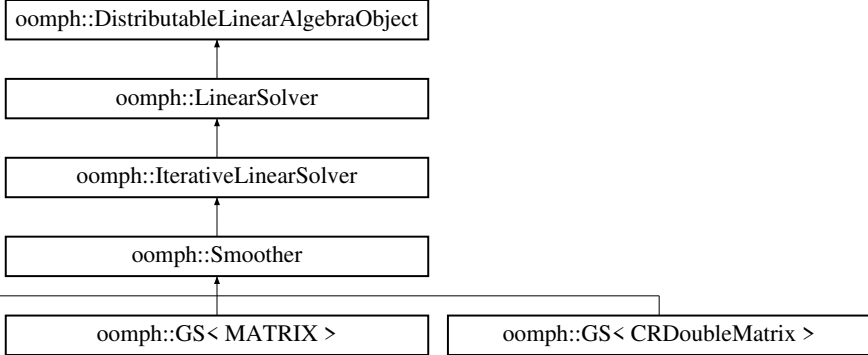 oomph::DistributableLinearAlgebraObject
oomph::LinearSolver
oomph::IterativeLinearSolver
oomph::Smoother
oomph::GS< MATRIX >
oomph::GS< CRDoubleMatrix >